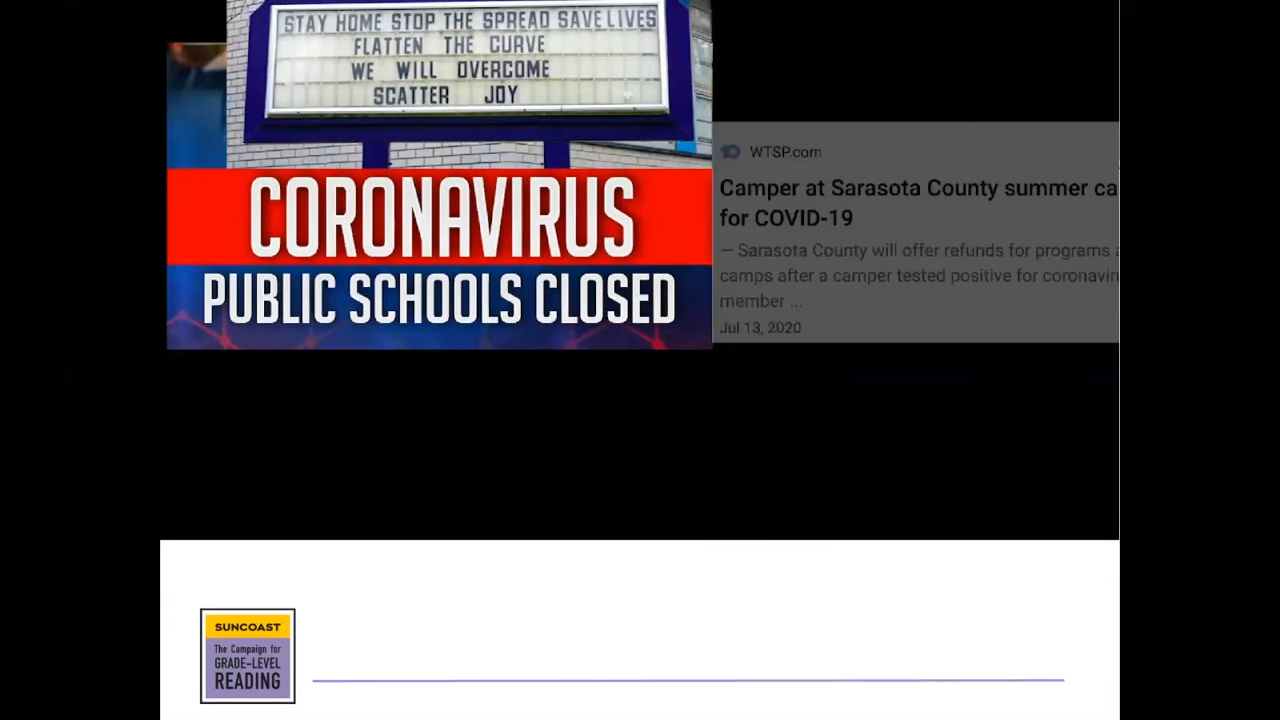 STAY HOME STOP THE SPREAD SAVE LIVES
FLATTEN THE CURVE
WE WILL OVERCOME
SCATTER JOY
CORONAVIRUS
PUBLIC SCHOOLS CLOSED
WTSP.com
Camper at Sarasota County summer ca
for COVID-19
— Sarasota County will offer refunds for programs
camps after a camper tested positive for coronavir
member ...
Jul 13, 2020
SUNCOAST
The Campaign for
GRADE-LEVEL
READING